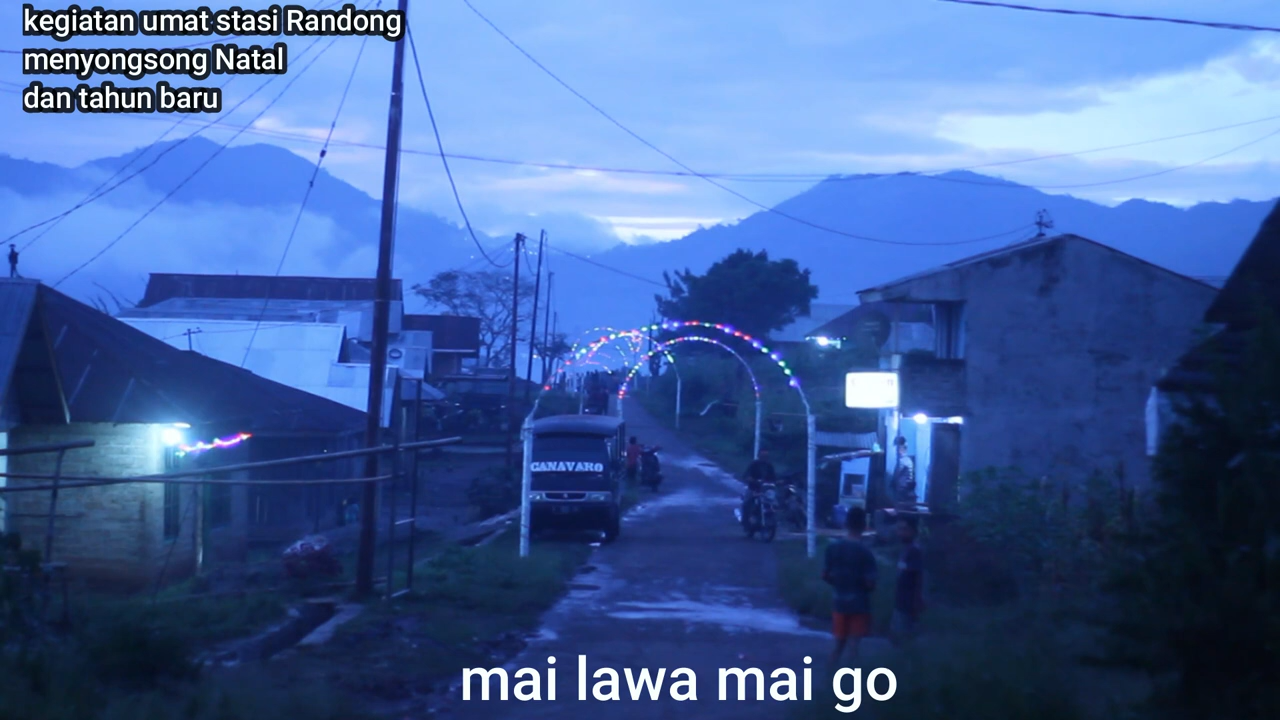 kegiatan umat stasi Randong
menyongsong Natal
dan tahun baru
CANAVARO
mai lawa mai go